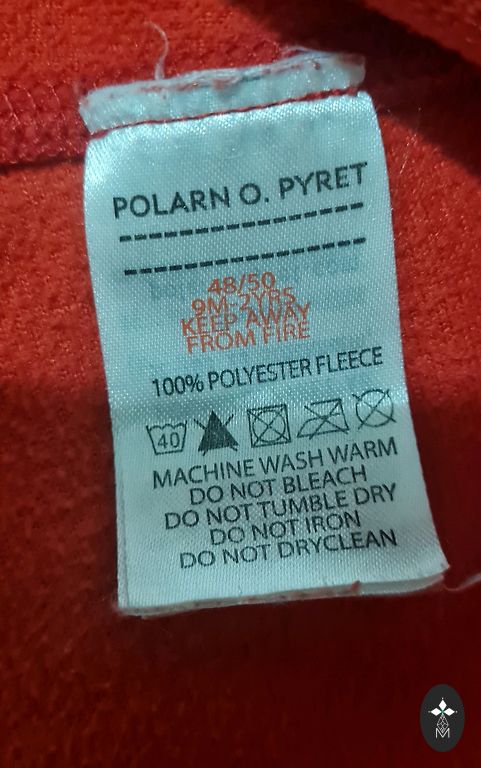 POLARN O. PYRET
48/50
9M-2YRS
KEEP AWAY
FROM FIRE
100% POLYESTER FLEECE
40
MACHINE WASH WARM
DO NOT BLEACH
DO NOT TUMBLE DRY
DO NOT IRON
DO NOT DRYCLEAN
M